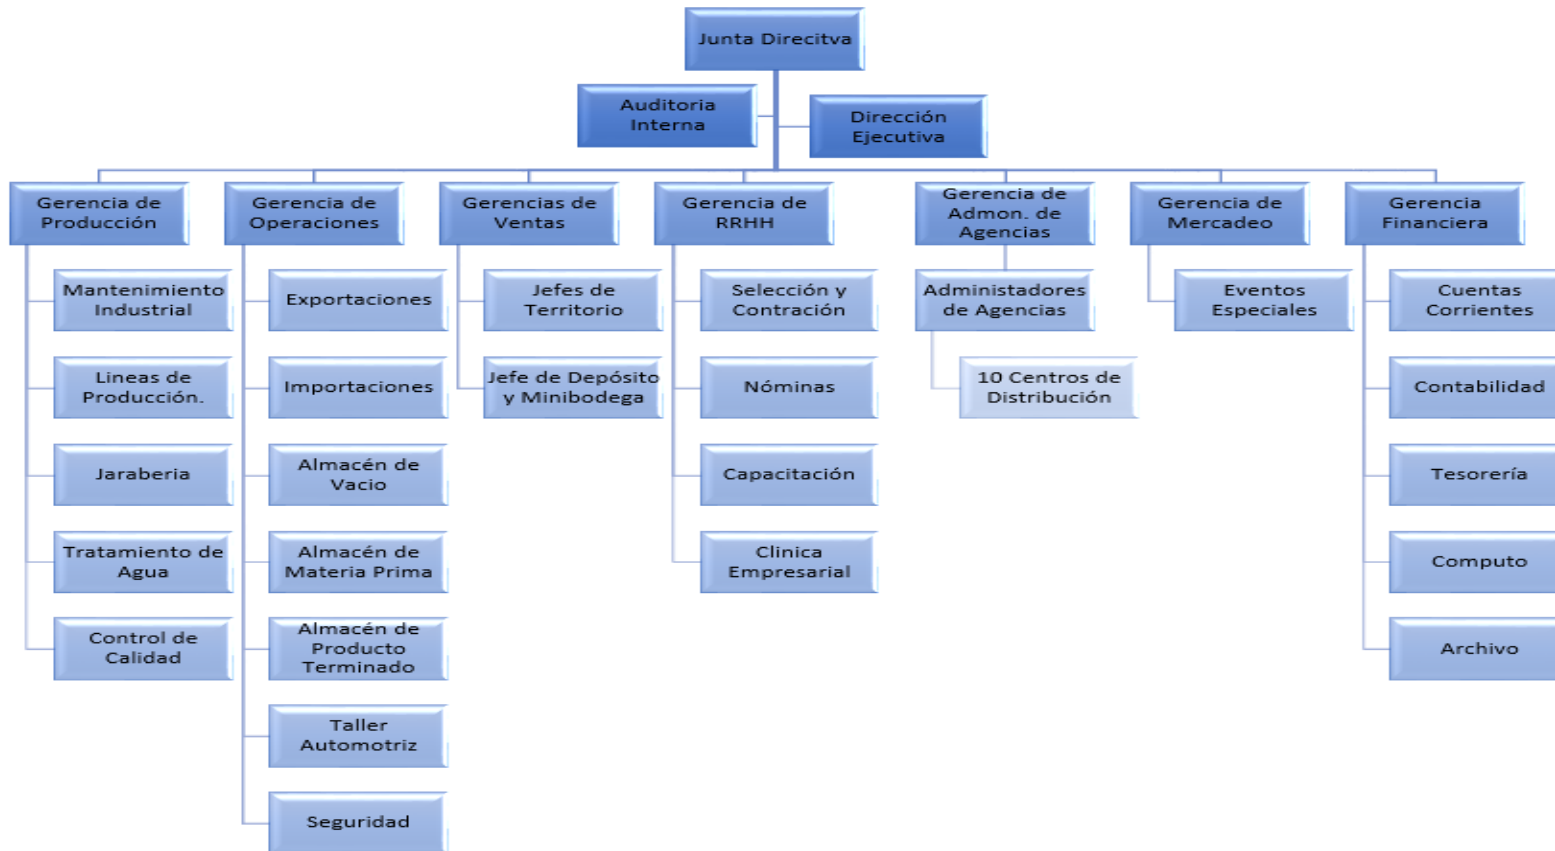 Junta Direcitva
Auditoria
Interna
Dirección
Ejecutiva
Gerencia de
Producción
Gerencia de
Operaciones
Gerencias de
Ventas
Gerencia de
RRHH
Gerencia de
Admon. de
Agencias
Gerencia de
Mercadeo
Gerencia
Financiera
Mantenimiento
Industrial
Lineas de
Producción.
Jaraberia
Tratamiento de
Agua
Control de
Calidad
Exportaciones
Importaciones
Almacén de
Vacio
Almacén de
Materia Prima
Almacén de
Producto
Terminado
Taller
Automotriz
Seguridad
Jefes de
Territorio
Jefe de Depósito
y Minibodega
Selección y
Contración
Nóminas
Capacitación
Clinica
Empresarial
Administadores
de Agencias
10 Centros de
Distribución
Eventos
Especiales
Cuentas
Corrientes
Contabilidad
Tesorería
Computo
Archivo